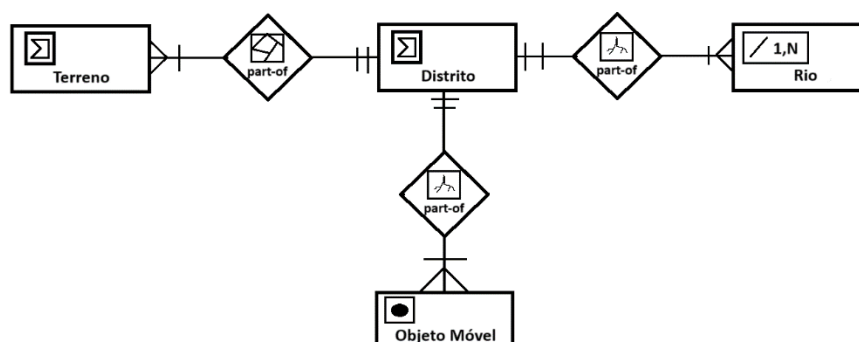 Terreno
part-of
Distrito
part-of
1,N
Rio
part-of
Objeto Móvel